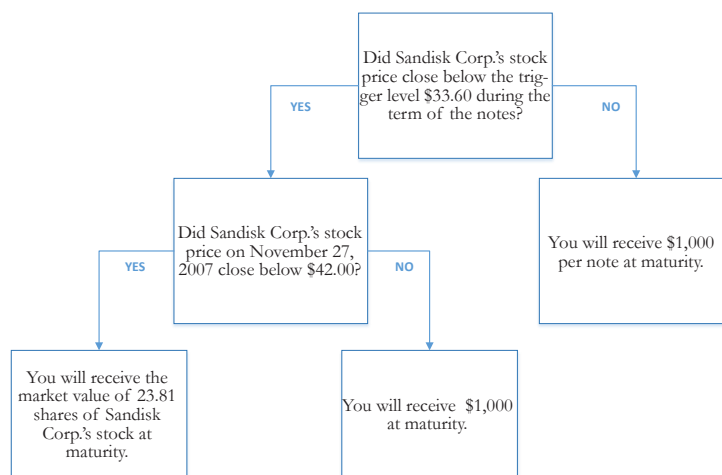 Did Sandisk Corp.'s stock
price close below the trig-
ger level $33.60 during the
term of the notes?
YES
NO
Did Sandisk Corp.'s stock
price on November 27,
2007 close below $42.00?
You will receive $1,000
per note at maturity.
YES
NO
You will receive the
market value of 23.81
shares of Sandisk
Corp.'s stock at
maturity.
You will receive $1,000
at maturity.